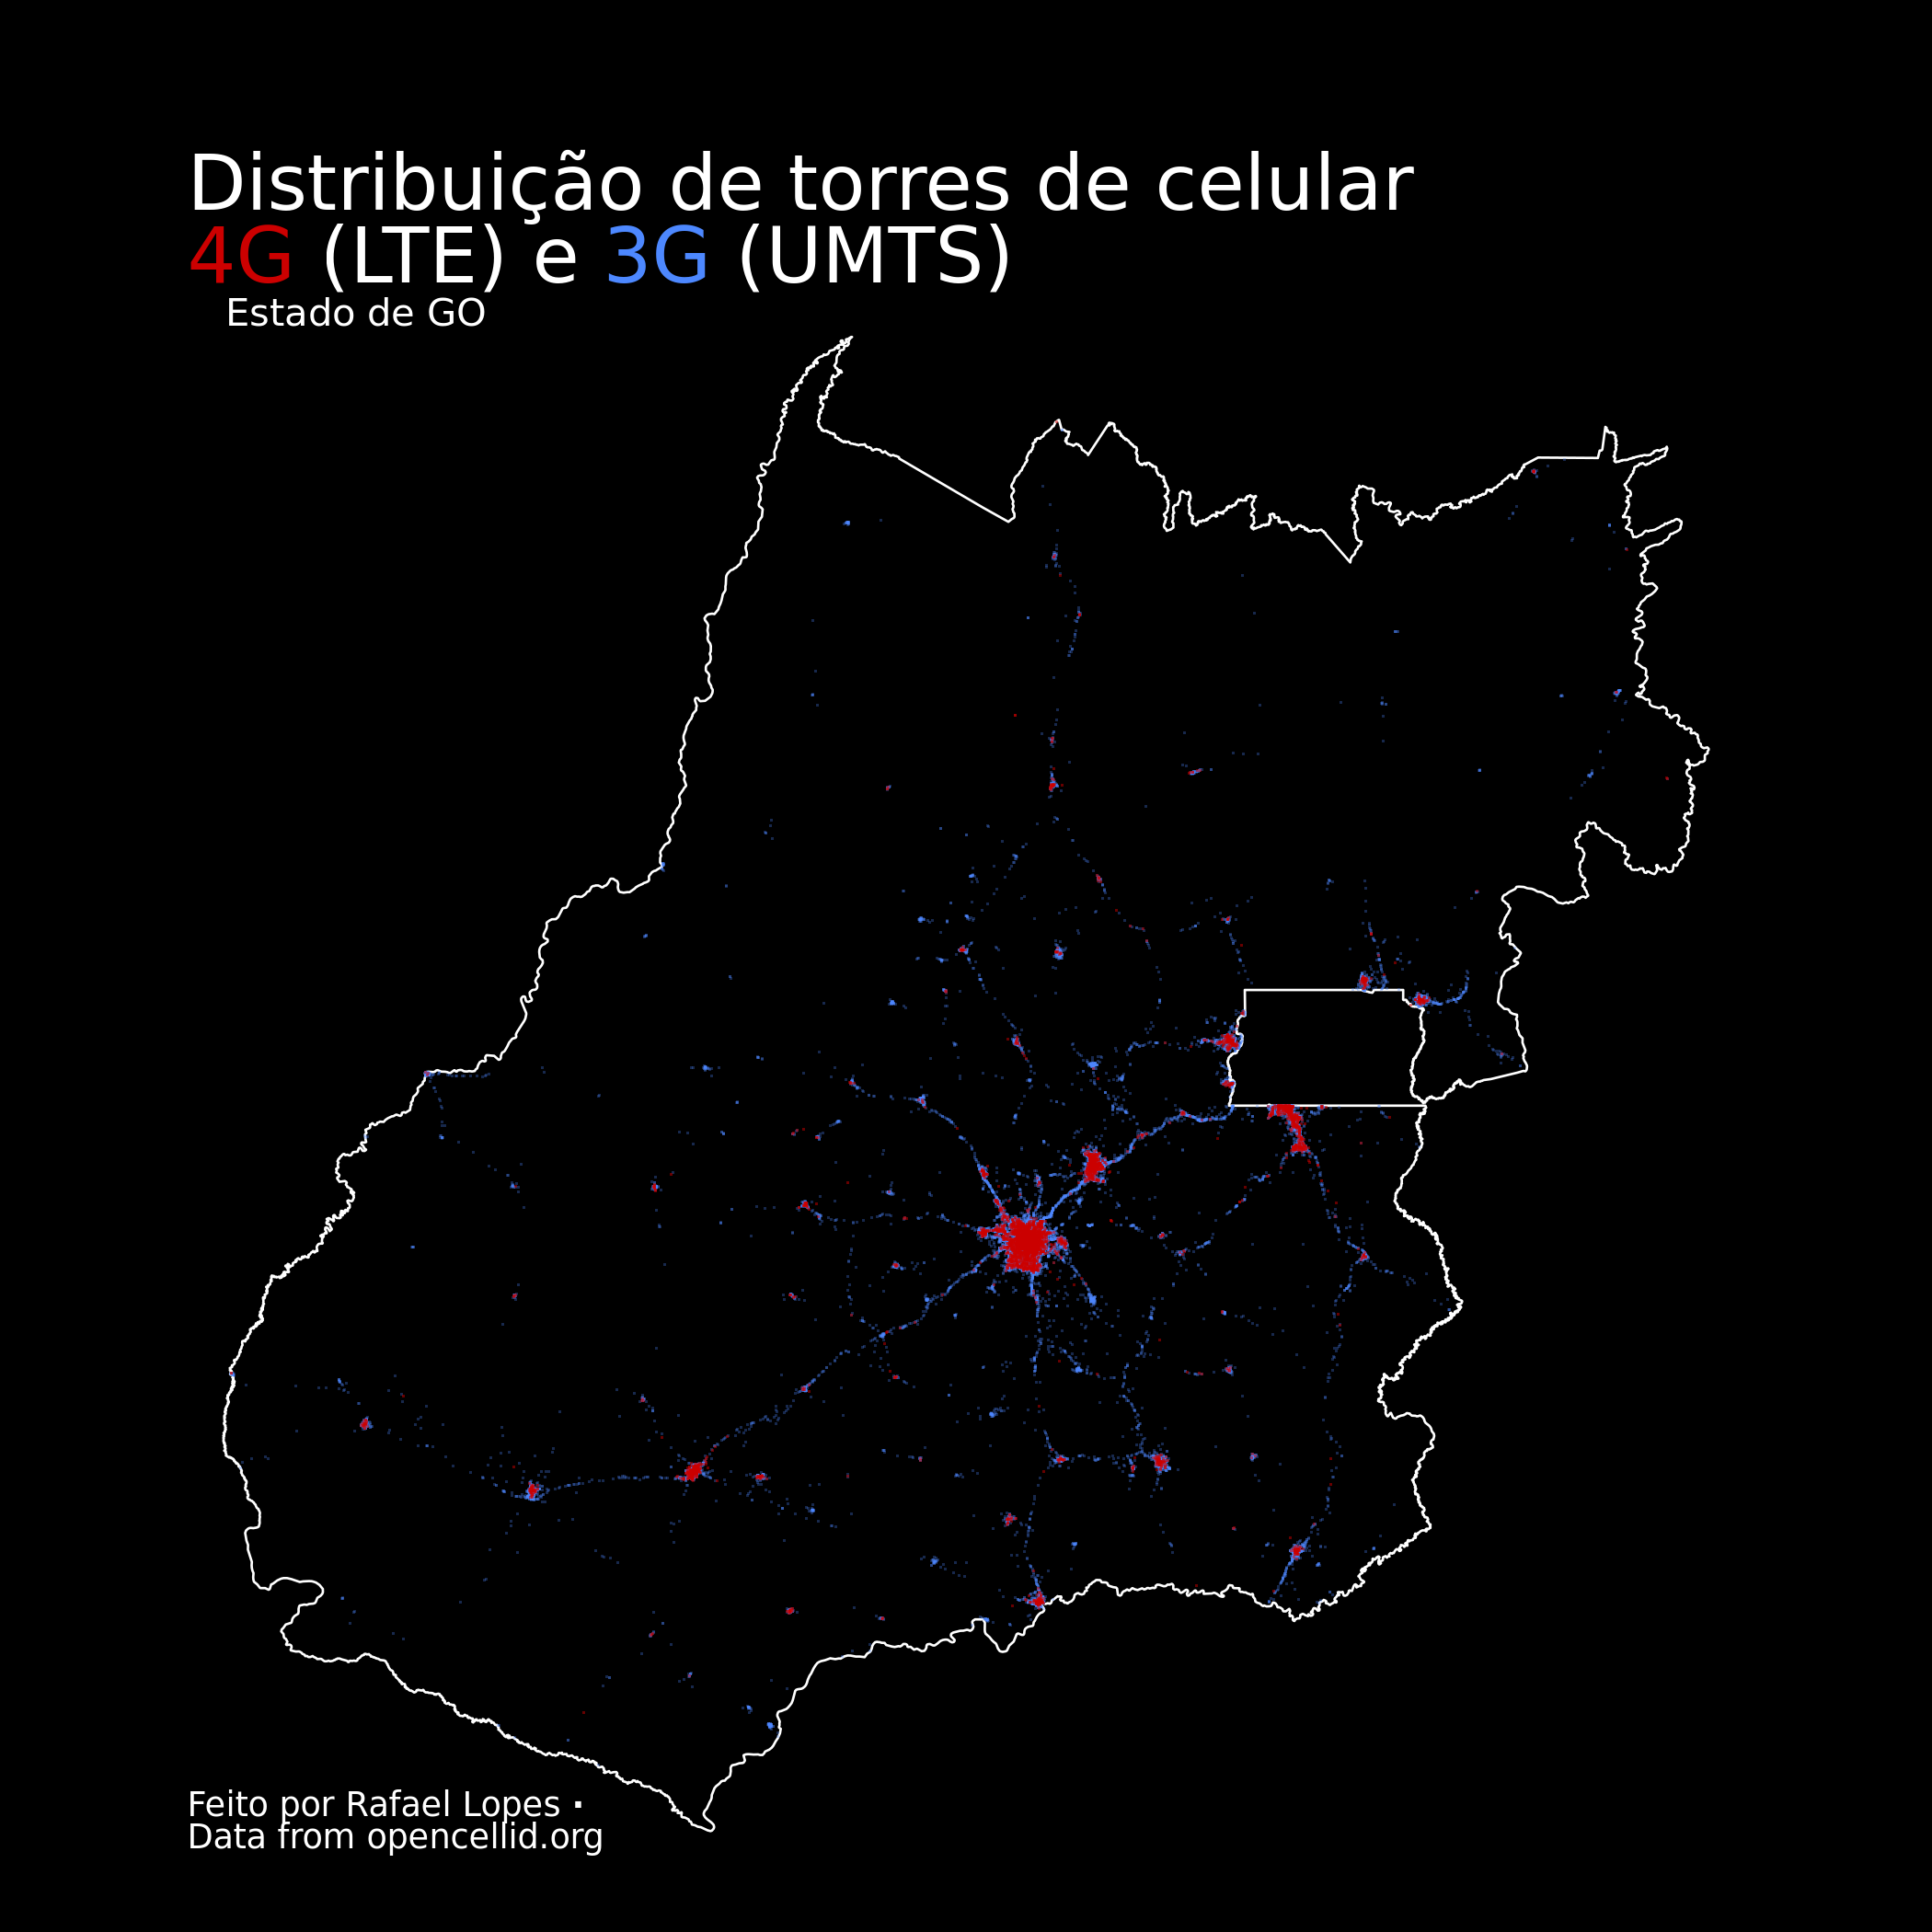 Distribuição de torres de celular
4G (LTE) e 3G (UMTS)
Estado de GO
Feito por Rafael Lopes ·
Data from opencellid.org